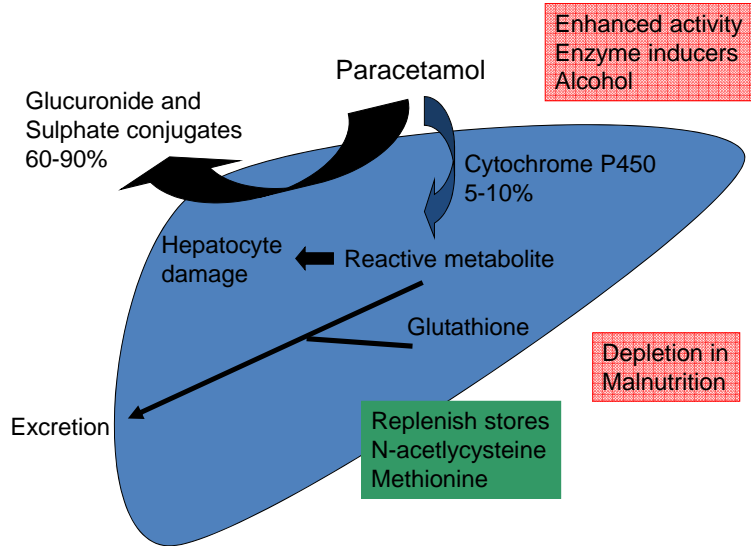 Enhanced activity
Enzyme inducers
Alcohol
Paracetamol
Glucuronide and
Sulphate conjugates
60-90%
Cytochrome P450
5-10%
Hepatocyte
damage
Reactive metabolite
Glutathione
Depletion in
Malnutrition
Excretion
Replenish stores
N-acetlycysteine
Methionine